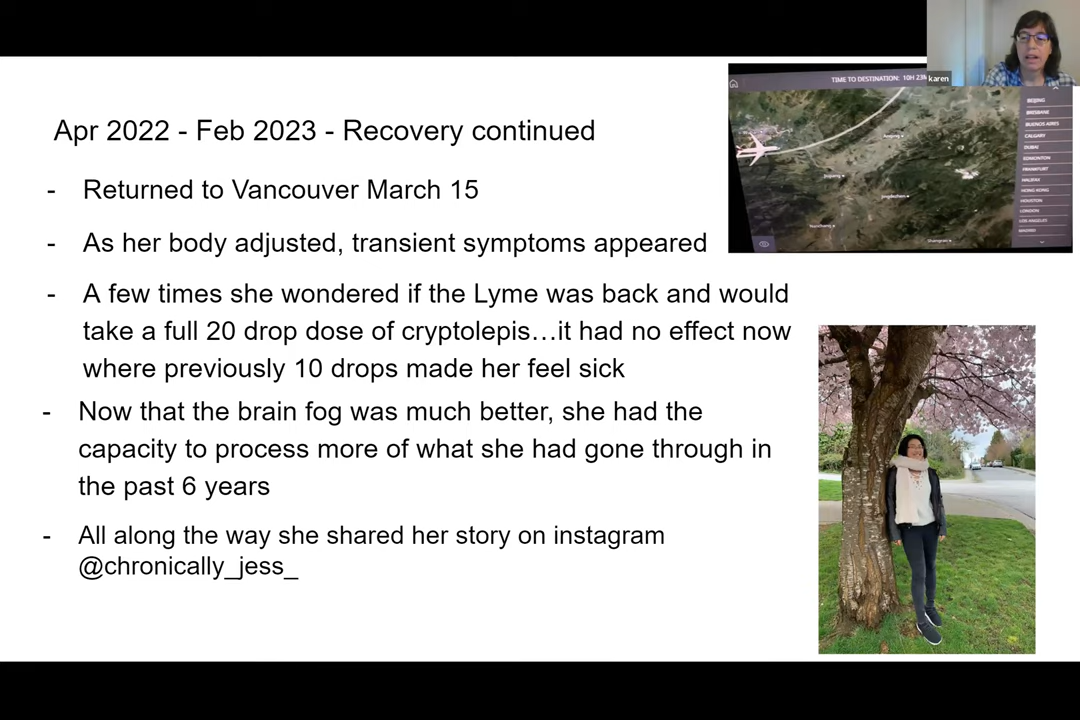 karen
TIME TO DESTINATION: 10H 23M
BEIJING
BRISBANE
BUENOS AIRES
CALGARY
DUBAI
EDMONTON
FRANKFURT
HALIFAX
HONG KONG
HOUSTON
LONDON
LOS ANGELES
MADRID
Nanchang
Apr 2022 - Feb 2023 - Recovery continued
- Returned to Vancouver March 15
- As her body adjusted, transient symptoms appeared
- A few times she wondered if the Lyme was back and would
take a full 20 drop dose of cryptolepis…it had no effect now
where previously 10 drops made her feel sick
- Now that the brain fog was much better, she had the
capacity to process more of what she had gone through in
the past 6 years
- All along the way she shared her story on instagram
@chronically_jess_